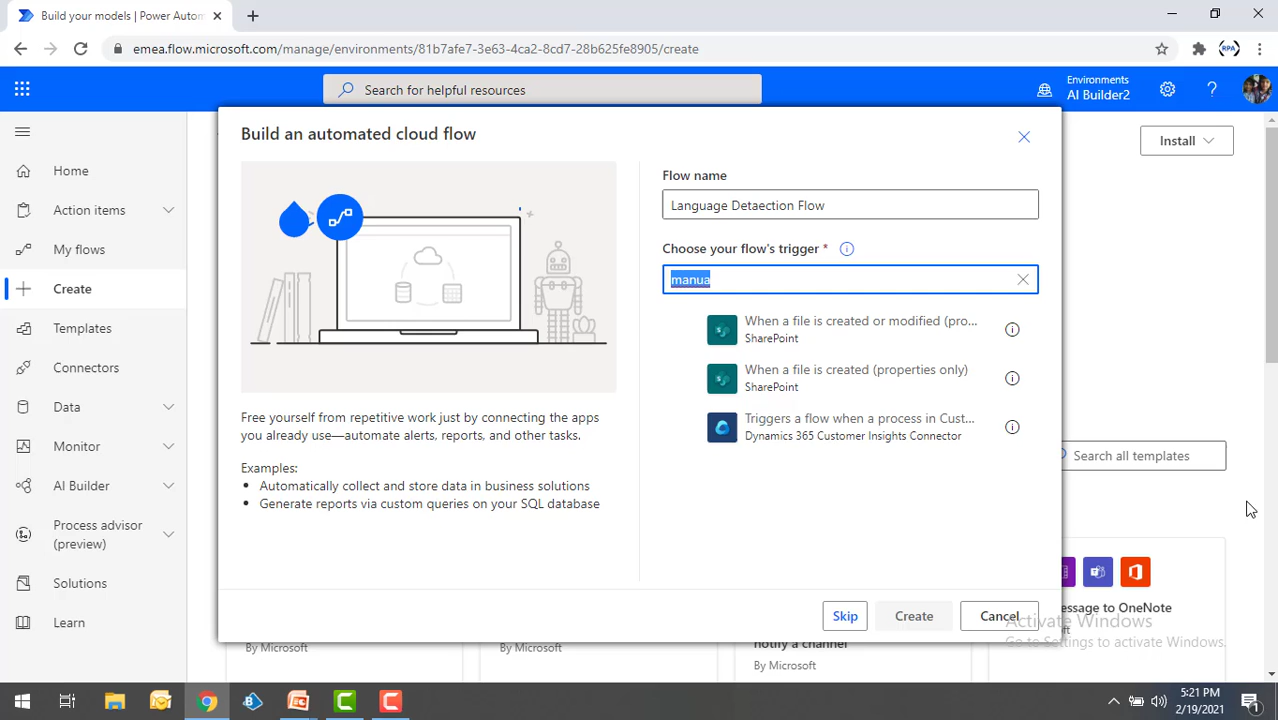 Build your models | Power Autom
emea.flow.microsoft.com/manage/environments/81b7afe7-3e63-4ca2-8cd7-28b625fe8905/create
RPA
Search for helpful resources
Environments
AI Builder2
Home
Action items
My flows
Create
Templates
Connectors
Data
Monitor
AI Builder
Process advisor
(preview)
Solutions
Learn
Install
Build an automated cloud flow
Free yourself from repetitive work just by connecting the apps
you already use—automate alerts, reports, and other tasks.
Examples:
• Automatically collect and store data in business solutions
• Generate reports via custom queries on your SQL database
Flow name
Language Detaection Flow
Choose your flow's trigger *
manua
When a file is created or modified (pro...
SharePoint
When a file is created (properties only)
SharePoint
Triggers a flow when a process in Cust...
Dynamics 365 Customer Insights Connector
Skip
Create
Cancel
Search all templates
essage to OneNote
ft
By Microsoft
By Microsoft
notify a channel
By Microsoft
Activate Windows
Go to Settings to activate Windows.
5:21 PM
2/19/2021
1